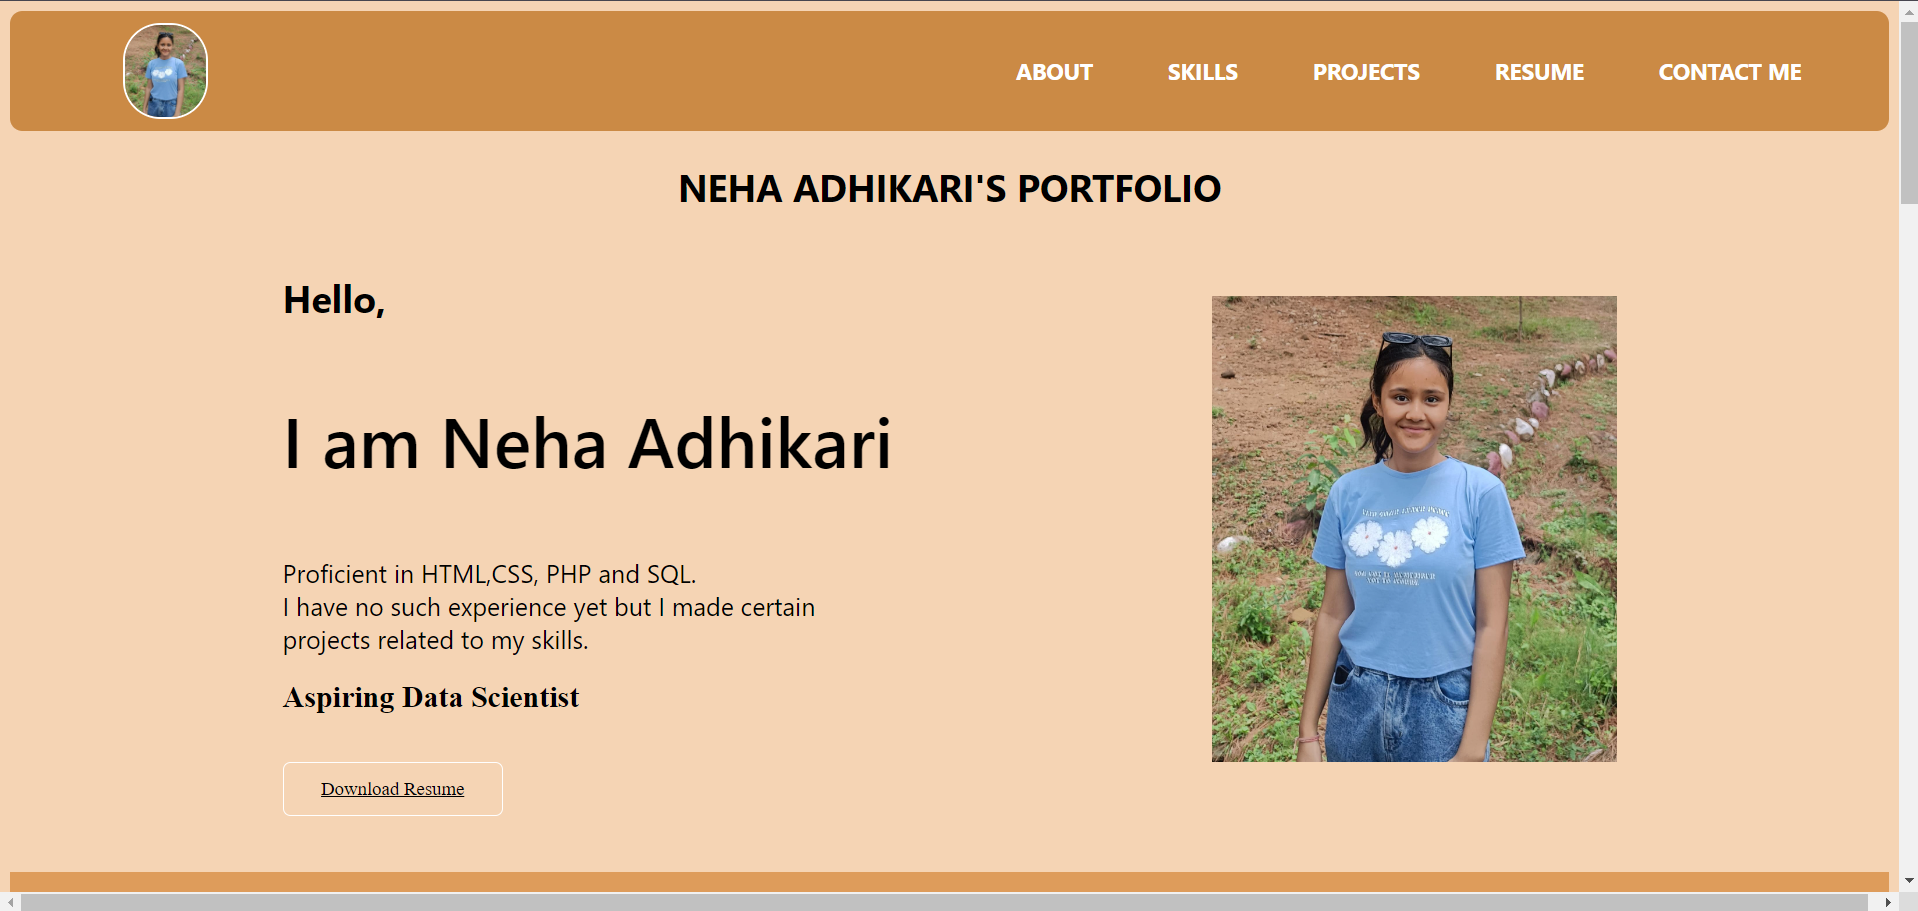 ABOUT SKILLS PROJECTS RESUME CONTACT ME
NEHA ADHIKARI'S PORTFOLIO
Hello,
I am Neha Adhikari
Proficient in HTML,CSS, PHP and SQL.
I have no such experience yet but I made certain
projects related to my skills.
Aspiring Data Scientist
Download Resume